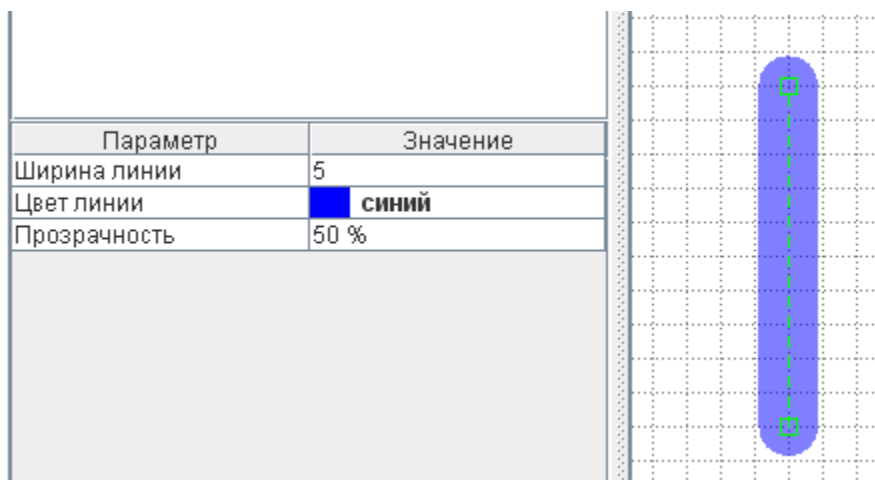 Параметр Значение
Ширина линии 5
Цвет линии синий
Прозрачность 50 %